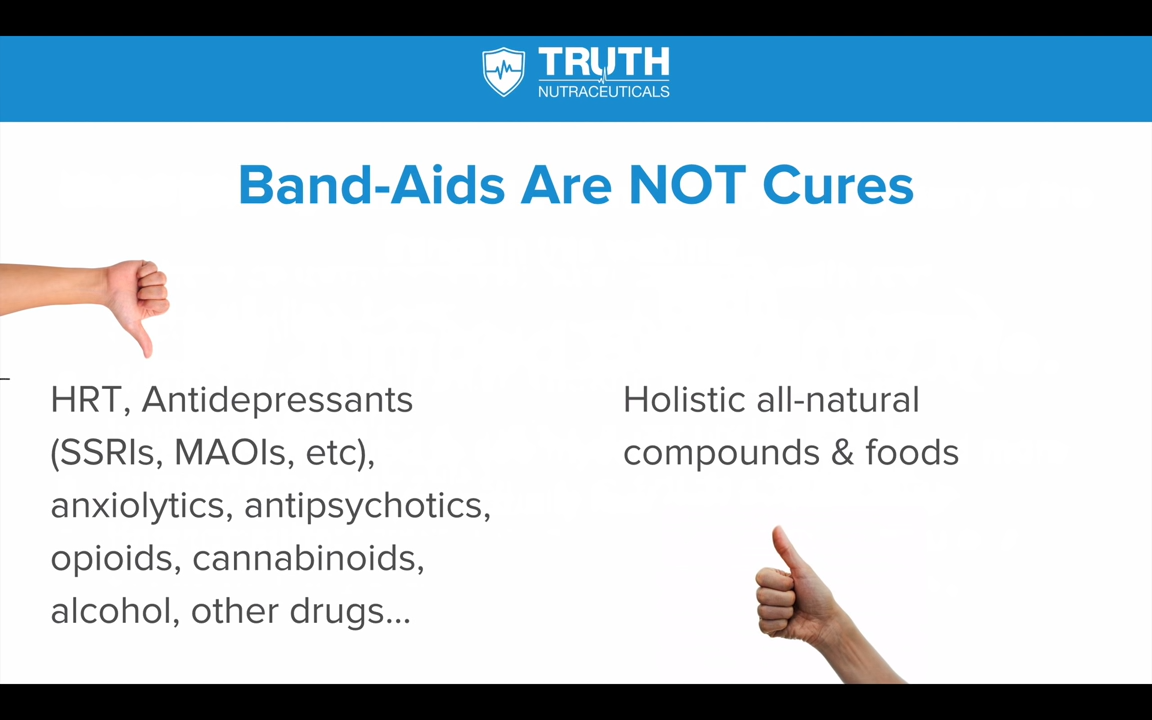 TRUTH
NUTRACEUTICALS
Band-Aids Are NOT Cures
HRT, Antidepressants
(SSRIs, MAOIs, etc),
anxiolytics, antipsychotics,
opioids, cannabinoids,
alcohol, other drugs...
Holistic all-natural
compounds & foods